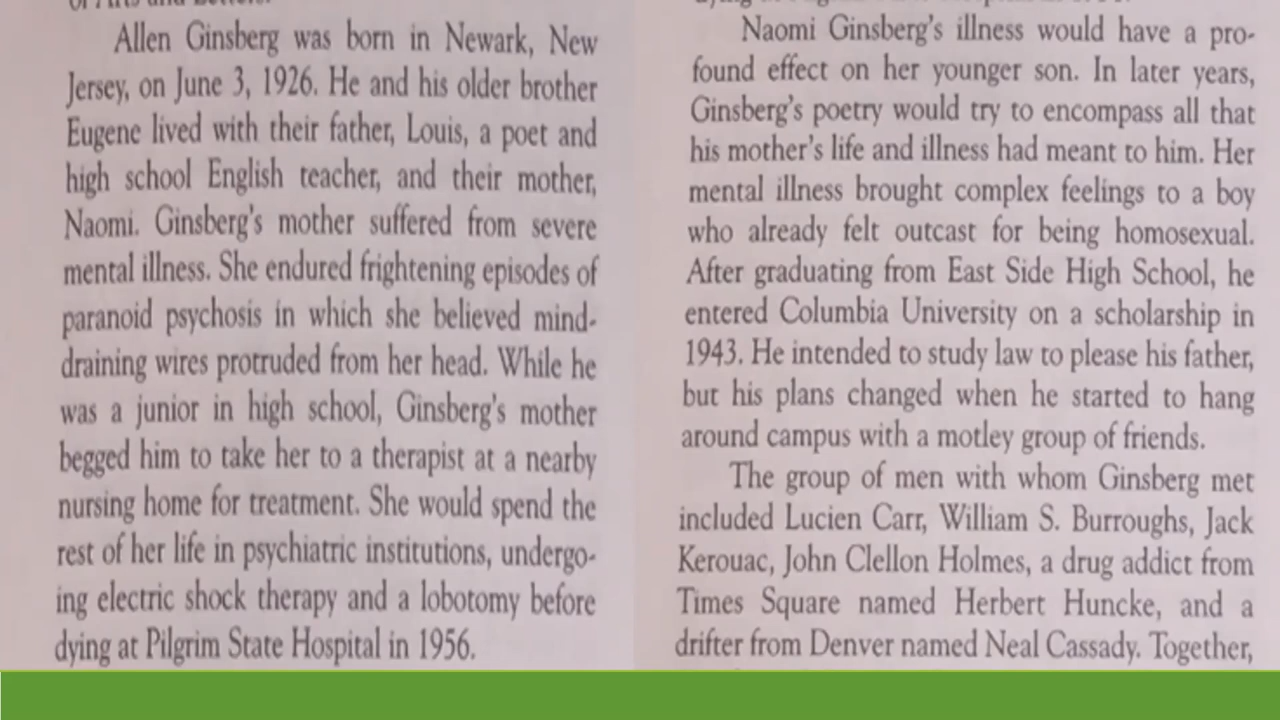 of Arts and Letters.
Allen Ginsberg was born in Newark, New
Jersey, on June 3, 1926. He and his older brother
Eugene lived with their father, Louis, a poet and
high school English teacher, and their mother,
Naomi. Ginsberg's mother suffered from severe
mental illness. She endured frightening episodes of
paranoid psychosis in which she believed mind-
draining wires protruded from her head. While he
was a junior in high school, Ginsberg's mother
begged him to take her to a therapist at a nearby
nursing home for treatment. She would spend the
rest of her life in psychiatric institutions, undergo-
ing electric shock therapy and a lobotomy before
dying at Pilgrim State Hospital in 1956.
Naomi Ginsberg's illness would have a pro-
found effect on her younger son. In later years,
Ginsberg's poetry would try to encompass all that
his mother's life and illness had meant to him. Her
mental illness brought complex feelings to a boy
who already felt outcast for being homosexual.
After graduating from East Side High School, he
entered Columbia University on a scholarship in
1943. He intended to study law to please his father,
but his plans changed when he started to hang
around campus with a motley group of friends.
The group of men with whom Ginsberg met
included Lucien Carr, William S. Burroughs, Jack
Kerouac, John Clellon Holmes, a drug addict from
Times Square named Herbert Huncke, and a
drifter from Denver named Neal Cassady. Together,